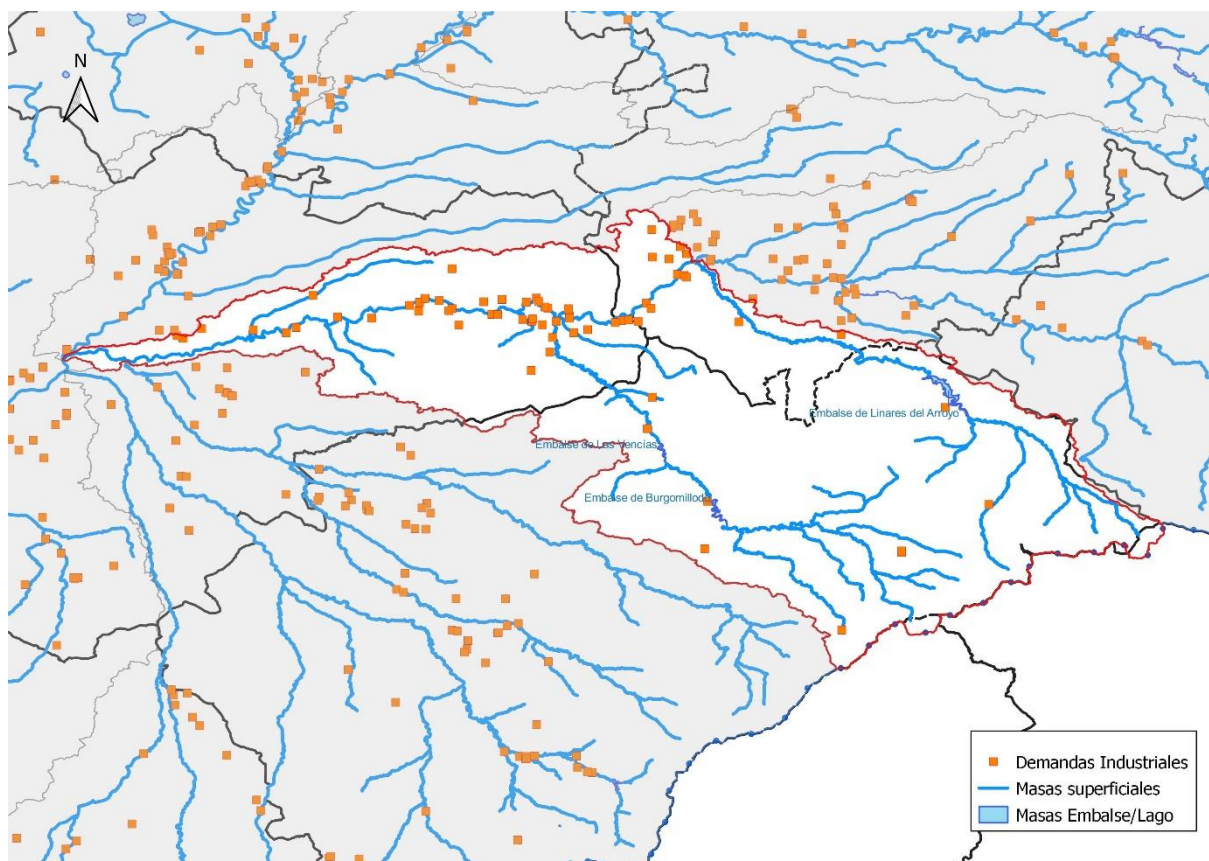 N
Embalse de Linares del Arroyo
Embalse de Las Vencías
Embalse de Burgomillodo
Demandas Industriales
Masas superficiales
Masas Embalse/Lago